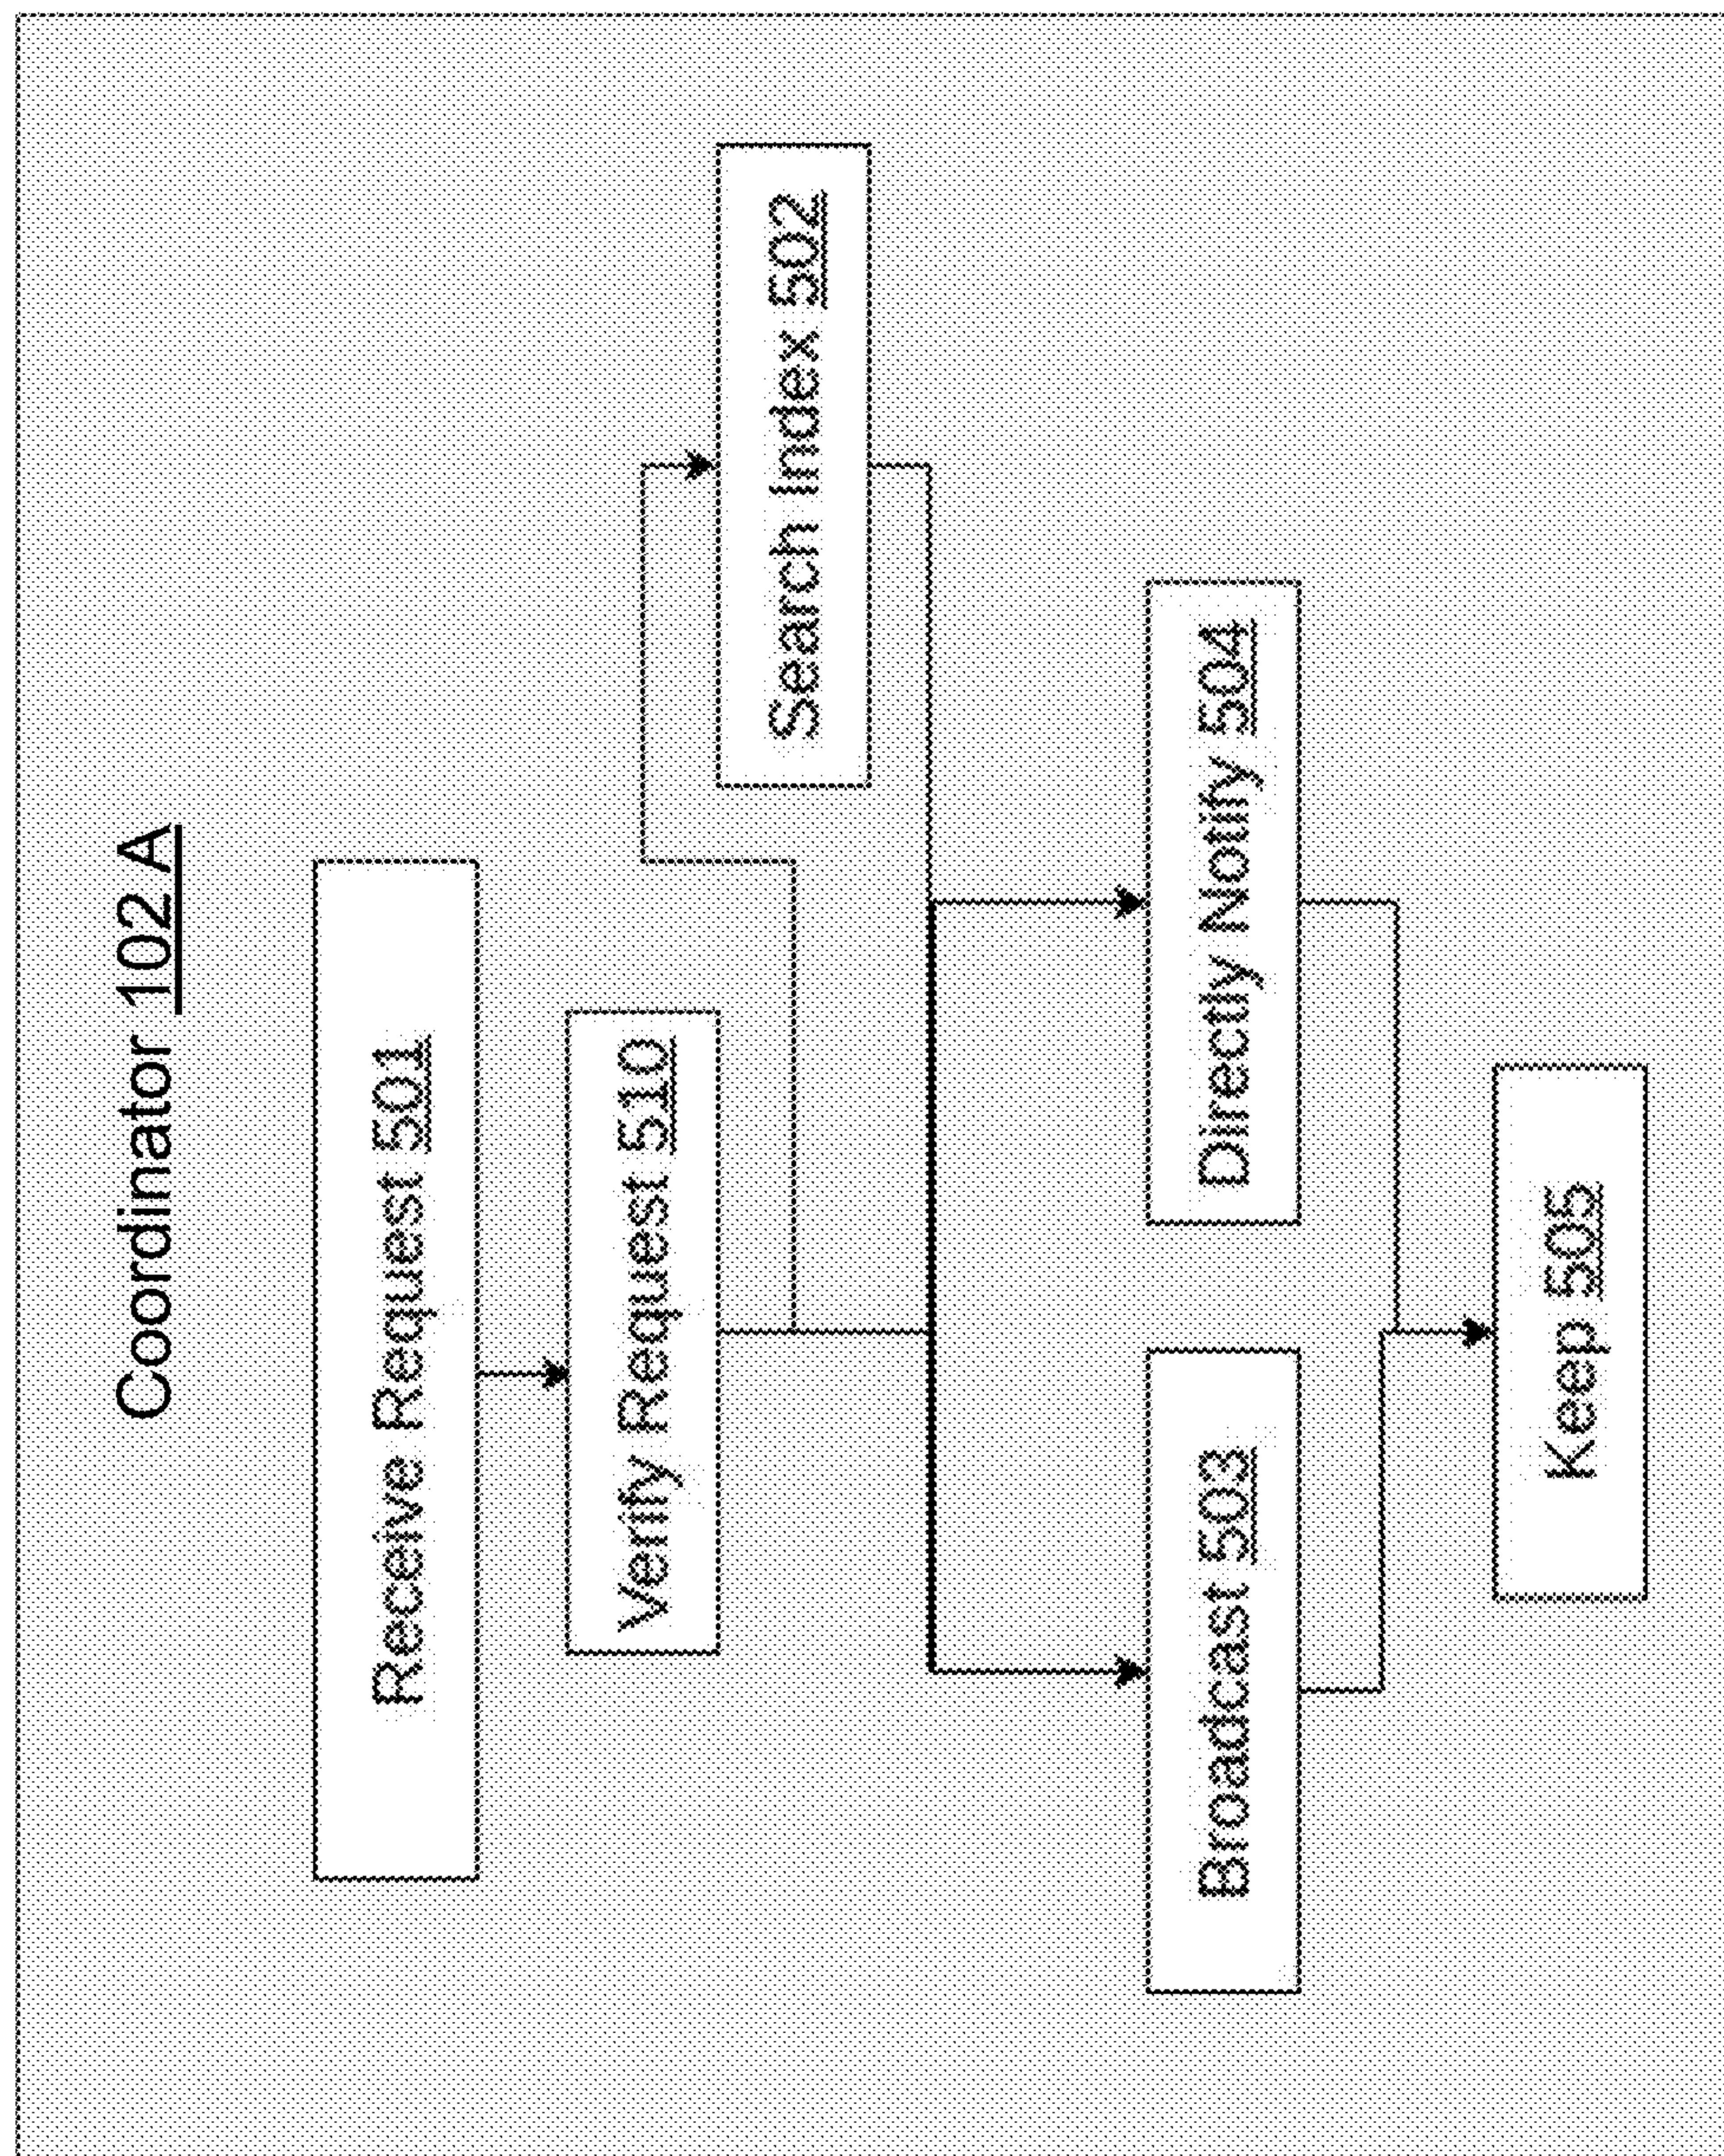 Coordinator 102 A
Receive Request 501
Verify Request 510
Search Index 502
Broadcast 503
Directly Notify 504
Keep 505